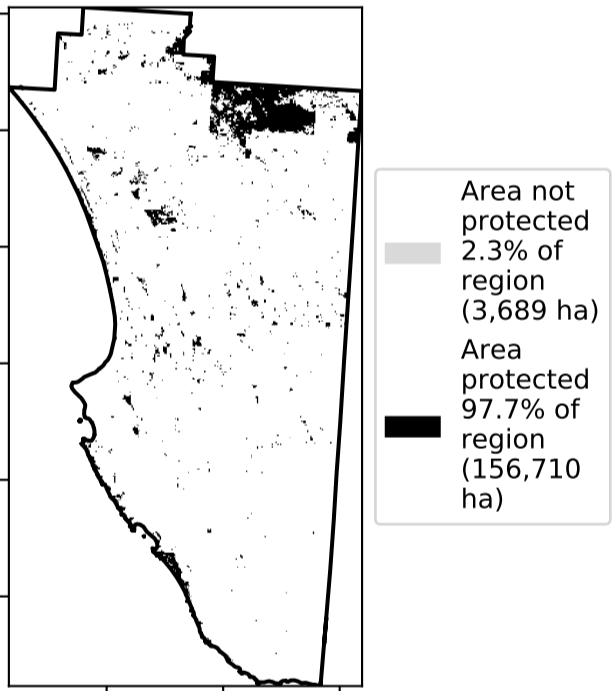 Area not
protected
2.3% of
region
(3,689 ha)
Area
protected
97.7% of
region
(156,710
ha)